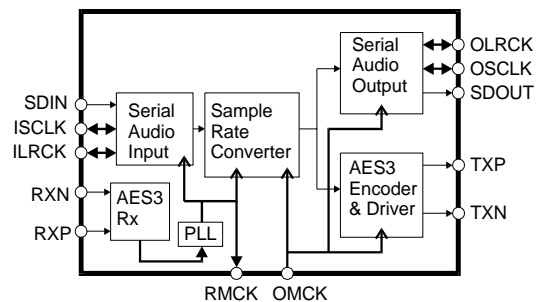 SDIN
ISCLK
ILRCK
RXN
RXP
Serial
Audio
Input
Sample
Rate
Converter
AES3
Rx
PLL
Serial
Audio
Output
AES3
Encoder
& Driver
OLRCK
OSCLK
SDOUT
TXP
TXN
RMCK
OMCK